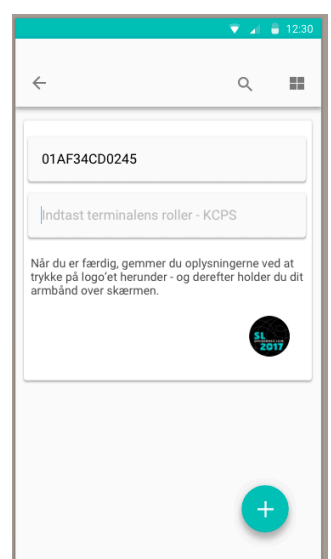 12:30
01AF34CD0245
Indtast terminalens roller - KCPS
Når du er færdig, gemmer du oplysningerne ved at
trykke på logo’et herunder - og derefter holder du dit
armbånd over skærmen.
SL
2017